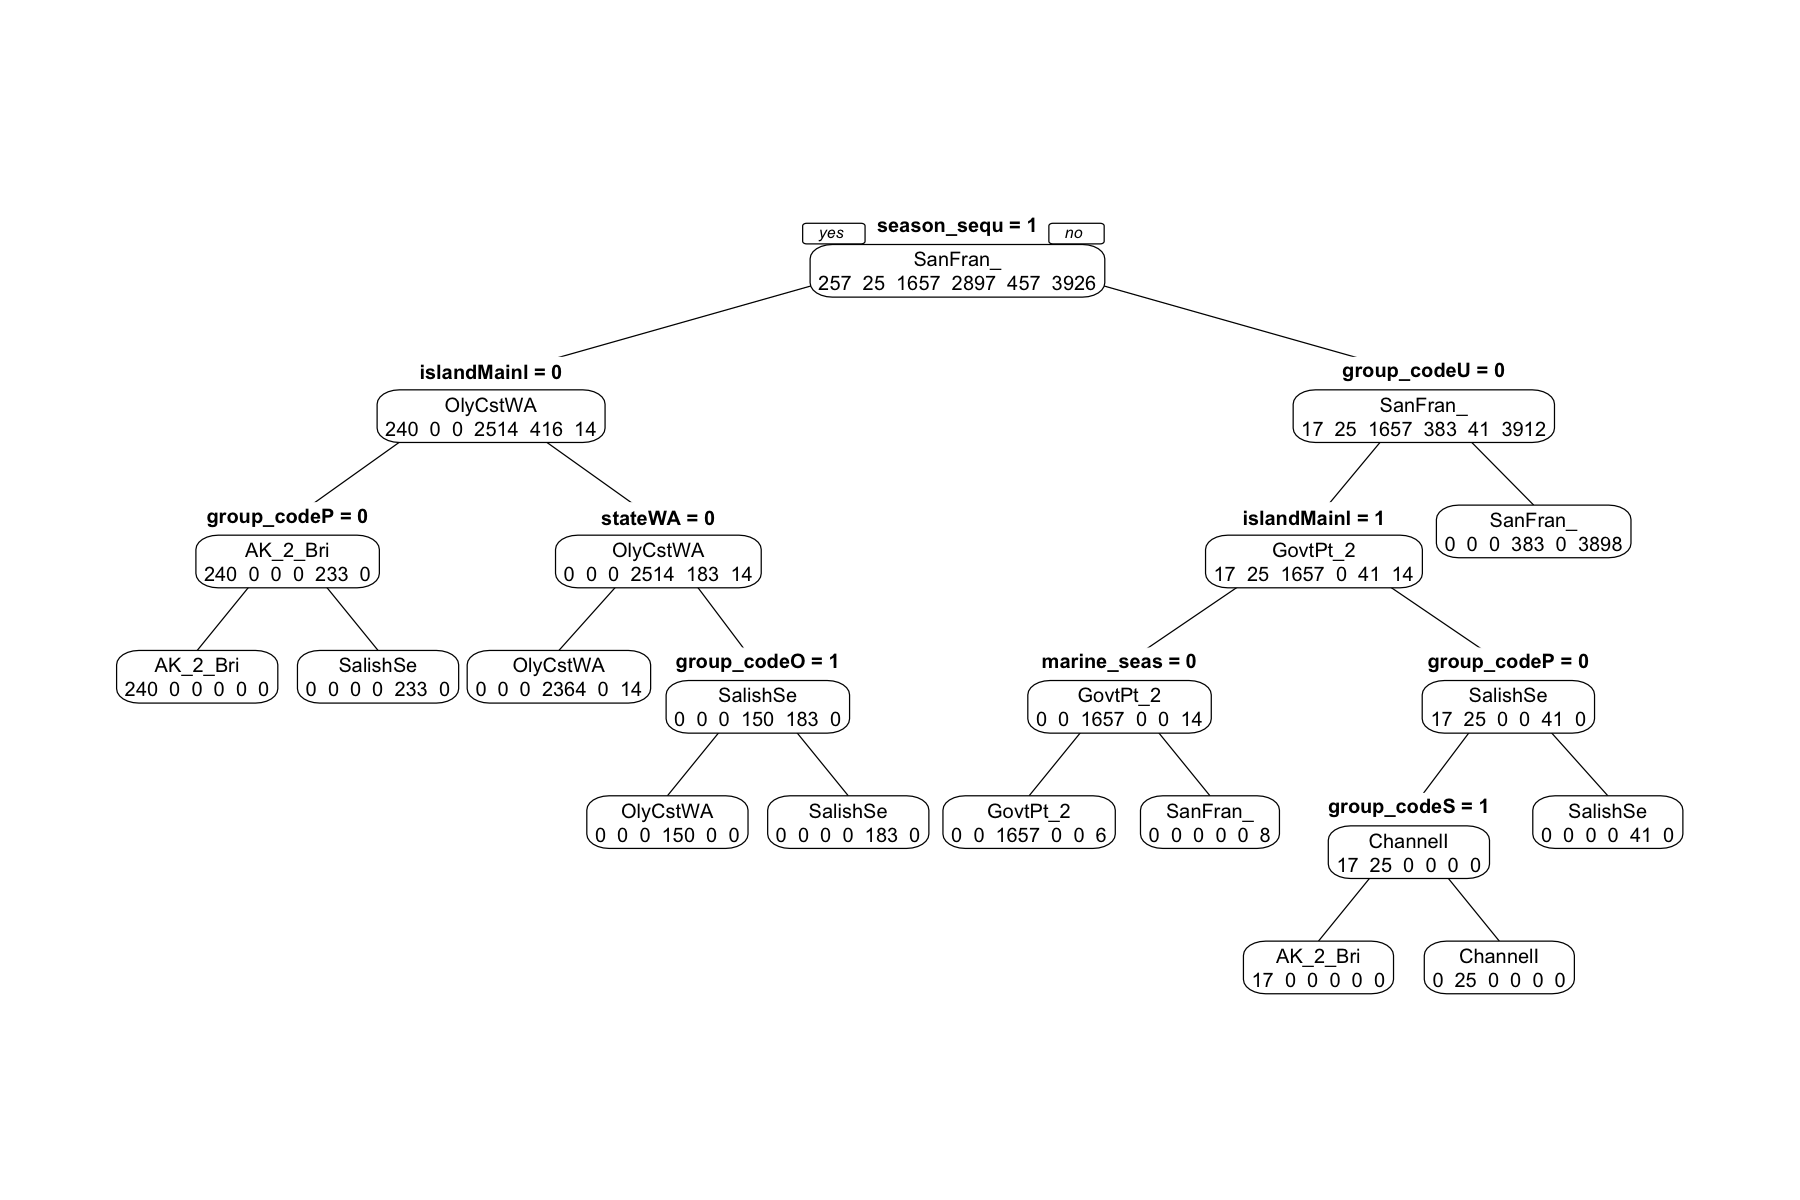 yes season_sequ = 1 no
SanFran_
257 25 1657 2897 457 3926
islandMainl = 0
OlyCstWA
240 0 0 2514 416 14
group_codeU = 0
SanFran_
17 25 1657 383 41 3912
group_codeP = 0
AK_2_Bri
240 0 0 0 233 0
stateWA = 0
OlyCstWA
0 0 0 2514 183 14
islandMainl = 1
GovtPt_2
17 25 1657 0 41 14
SanFran_
0 0 0 383 0 3898
AK_2_Bri
240 0 0 0 0 0
SalishSe
0 0 0 0 233 0
OlyCstWA
0 0 0 2364 0 14
group_codeO = 1
SalishSe
0 0 0 150 183 0
marine_seas = 0
GovtPt_2
0 0 1657 0 0 14
group_codeP = 0
SalishSe
17 25 0 0 41 0
OlyCstWA
0 0 0 150 0 0
SalishSe
0 0 0 0 183 0
GovtPt_2
0 0 1657 0 0 6
SanFran_
0 0 0 0 0 8
group_codeS = 1
Channell
17 25 0 0 0 0
SalishSe
0 0 0 0 41 0
AK_2_Bri
17 0 0 0 0 0
Channell
0 25 0 0 0 0